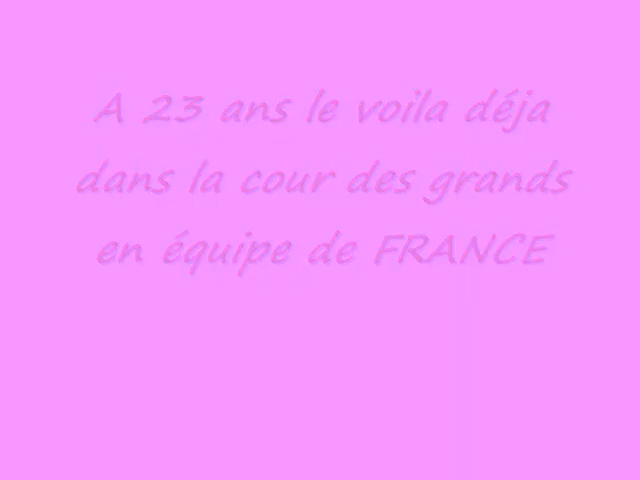 A 23 ans le voila déja
dans la cour des grands
en équipe de FRANCE